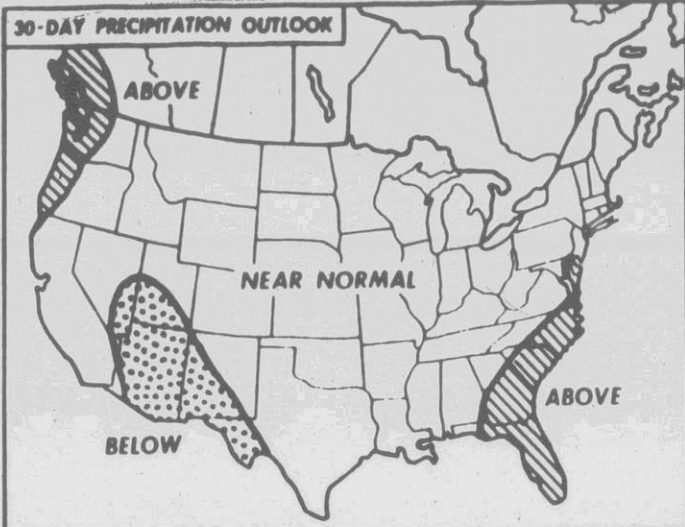 30-DAY PRECIPITATION OUTLOOK
ABOVE
NEAR NORMAL
ABOVE
BELOW